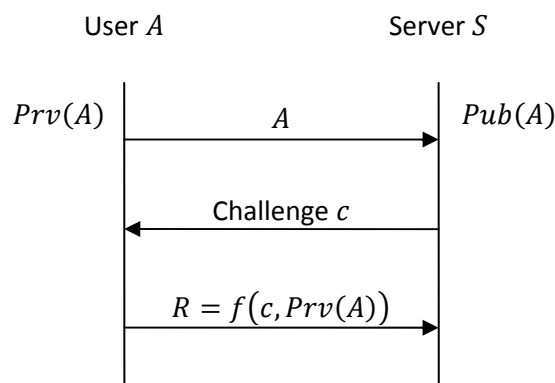 User A Server S
Prv(A) A Pub(A)
Challenge c
R = f(c, Prv(A))